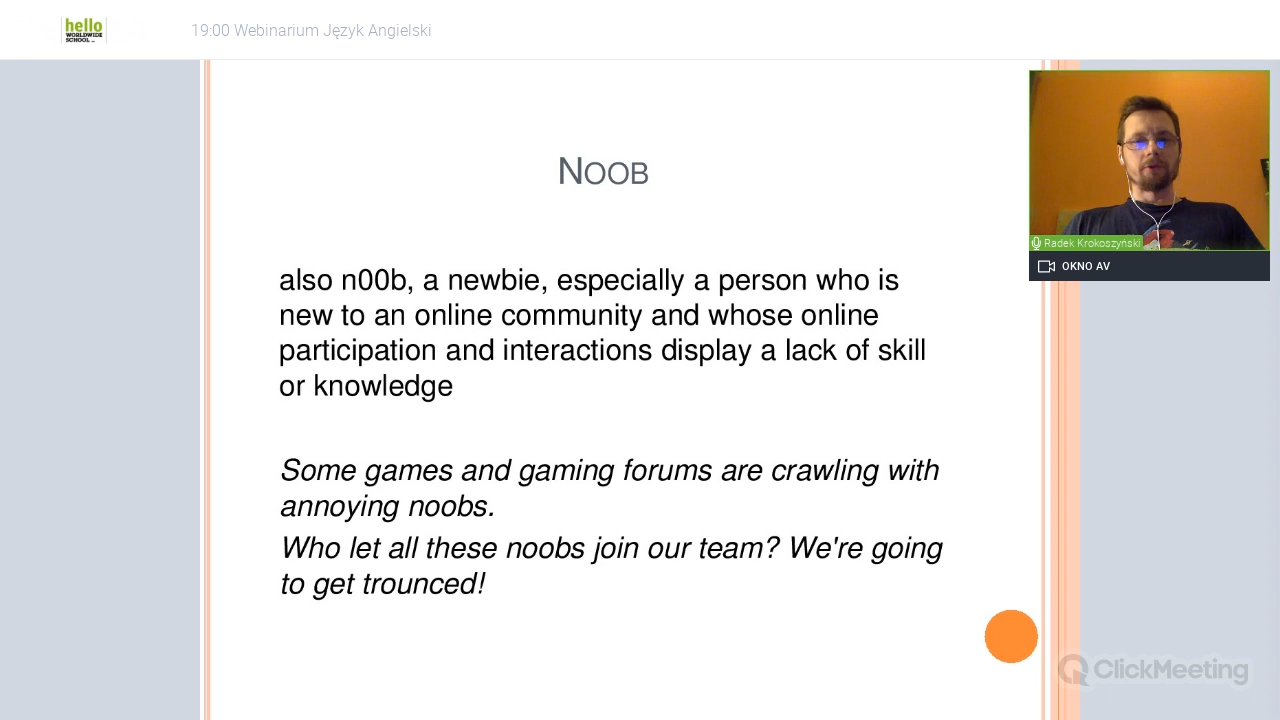 hello
WORLDWIDE
SCHOOL
19:00 Webinarium Język Angielski
NOOB
also n00b, a newbie, especially a person who is
new to an online community and whose online
participation and interactions display a lack of skill
or knowledge
Some games and gaming forums are crawling with
annoying noobs.
Who let all these noobs join our team? We're going
to get trounced!
Radek Krokoszyński
OKNO AV
ClickMeeting